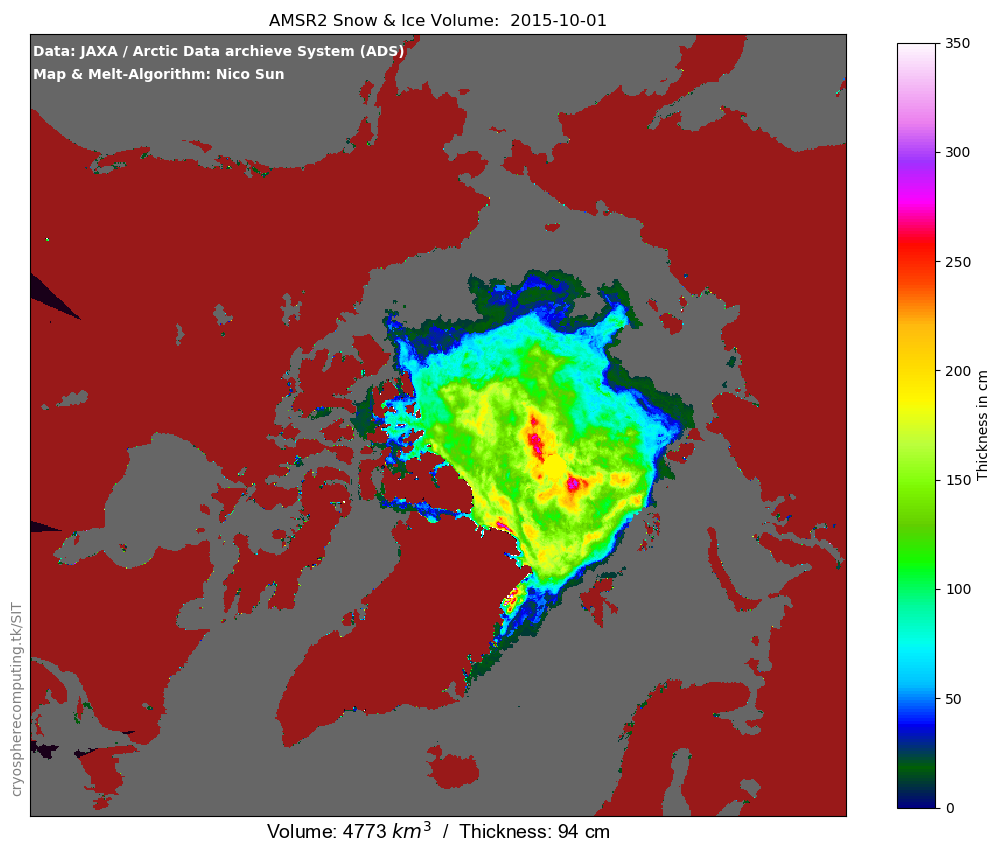 AMSR2 Snow & Ice Volume:  2015-10-01
Data: JAXA / Arctic Data archieve System (ADS)
Map & Melt-Algorithm: Nico Sun
350
300
250
200
150
100
50
0
Thickness in cm
cryospherecomputing.tk/SIT
Volume: 4773 km³  /  Thickness: 94 cm